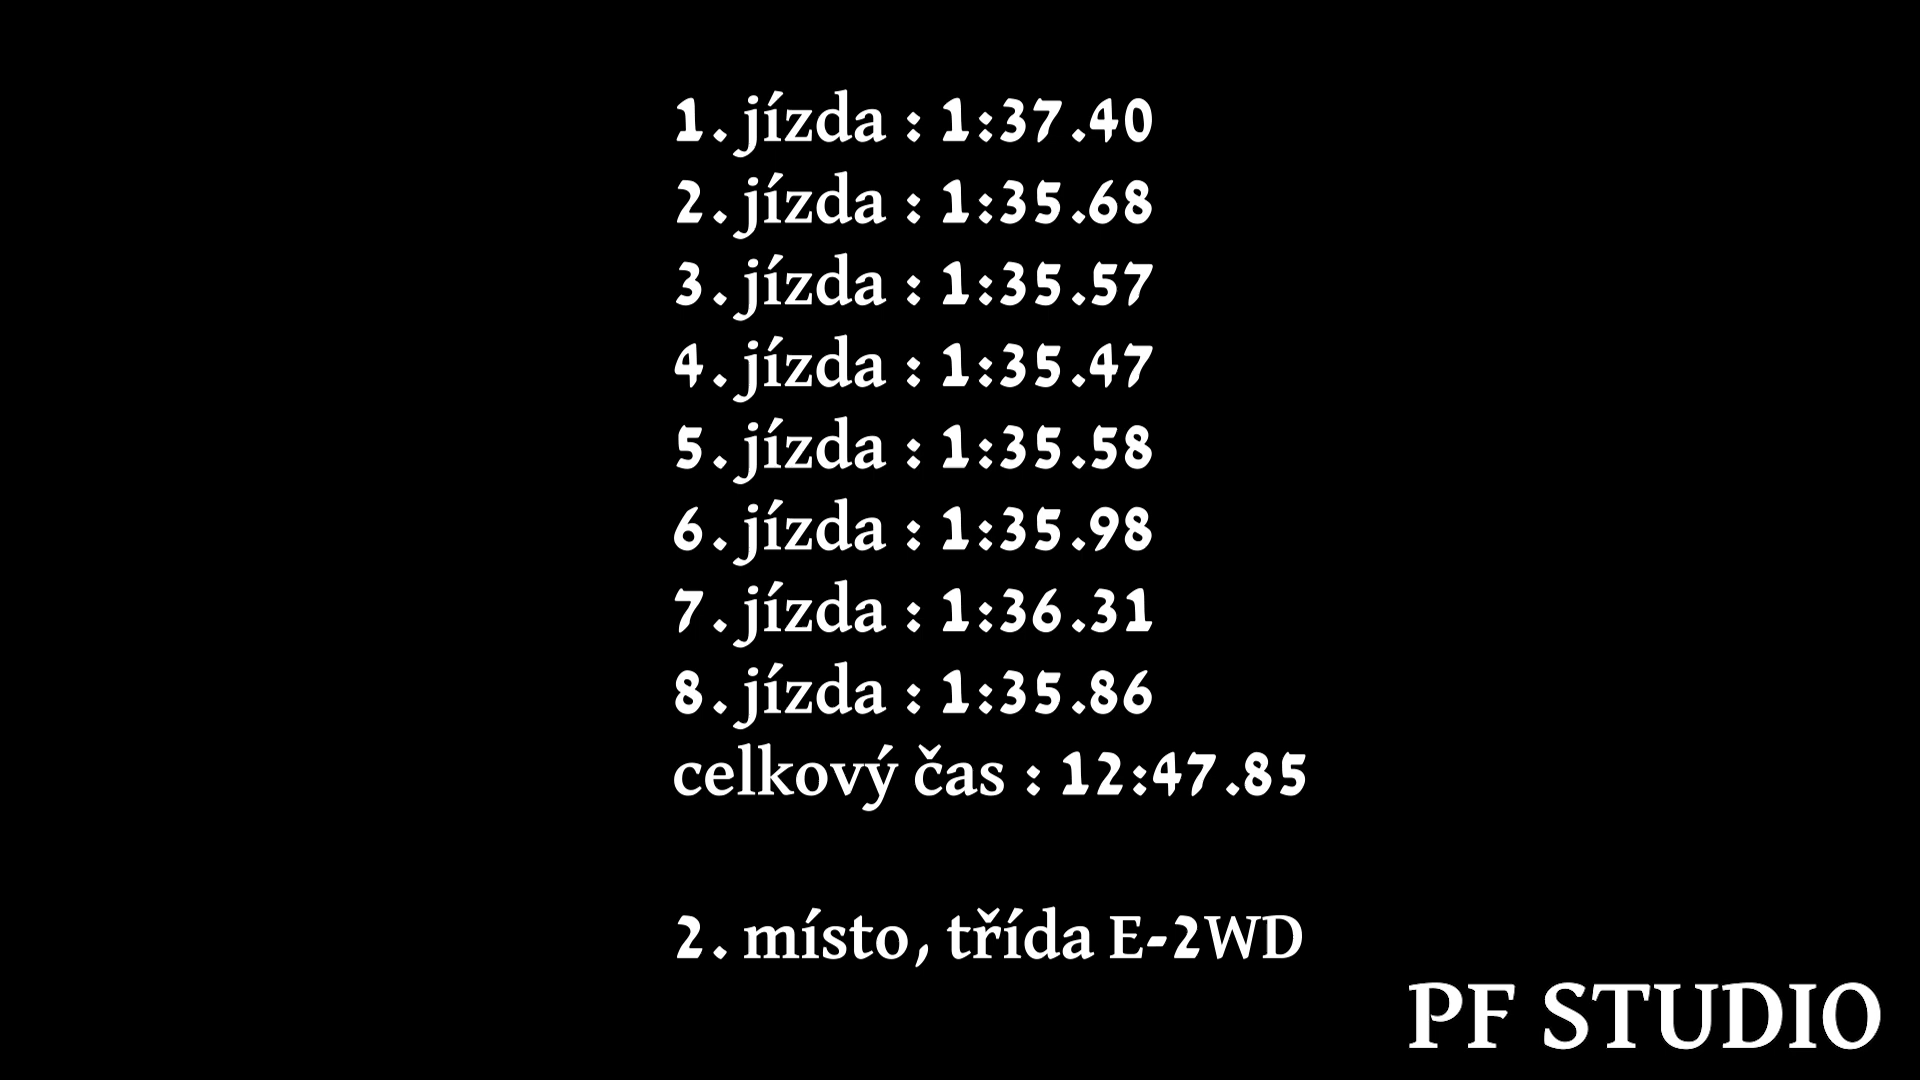 1. jízda : 1:37.40
2. jízda : 1:35.68
3. jízda : 1:35.57
4. jízda : 1:35.47
5. jízda : 1:35.58
6. jízda : 1:35.98
7. jízda : 1:36.31
8. jízda : 1:35.86
celkový čas : 12:47.85
2. místo, třída E-2WD
PF STUDIO